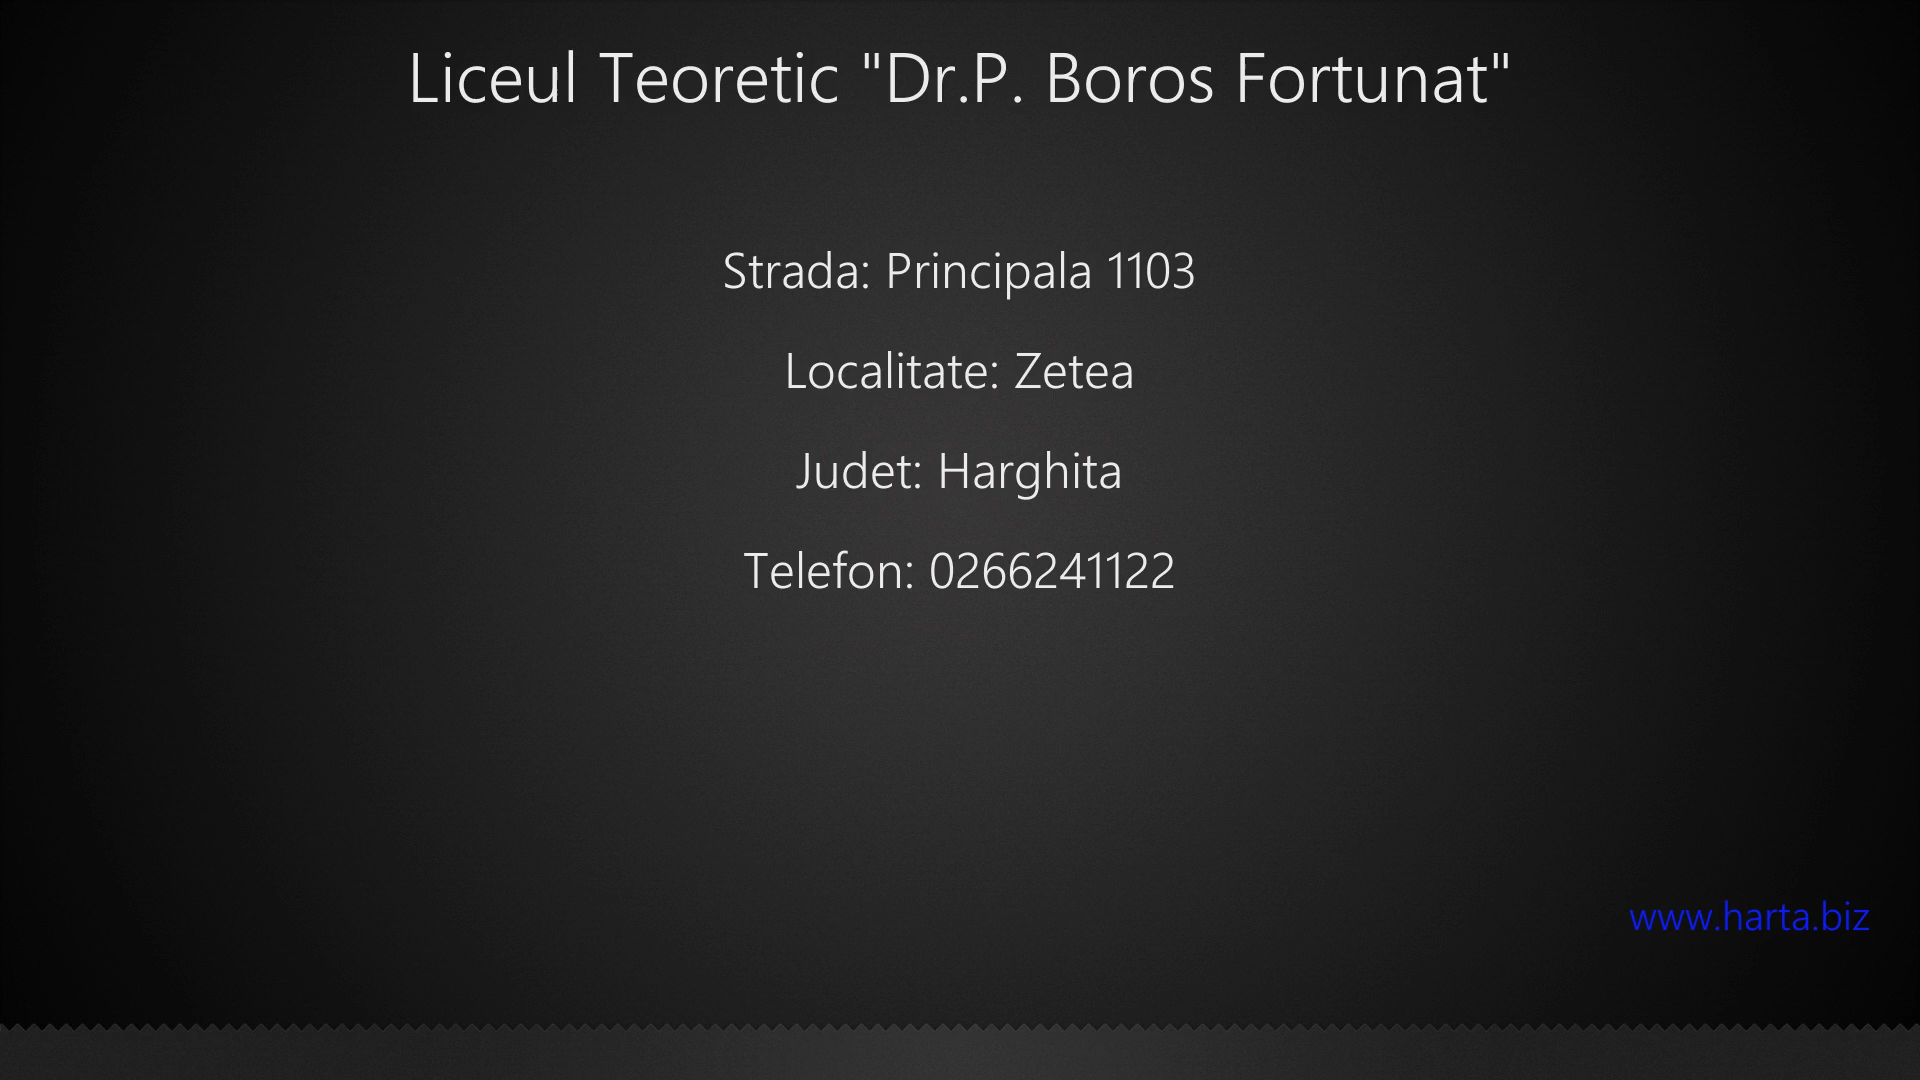 Liceul Teoretic "Dr.P. Boros Fortunat"
Strada: Principala 1103
Localitate: Zetea
Judet: Harghita
Telefon: 0266241122
www.harta.biz